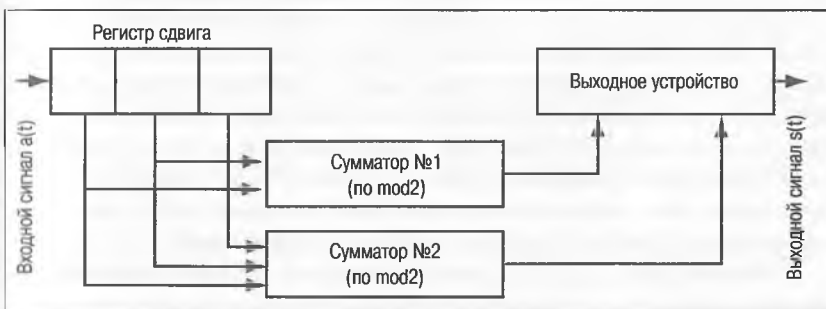 Регистр сдвига
Выходное устройство
Входной сигнал a(t)
Сумматор №1
(по mod2)
Сумматор №2
(по mod2)
Выходной сигнал s(t)